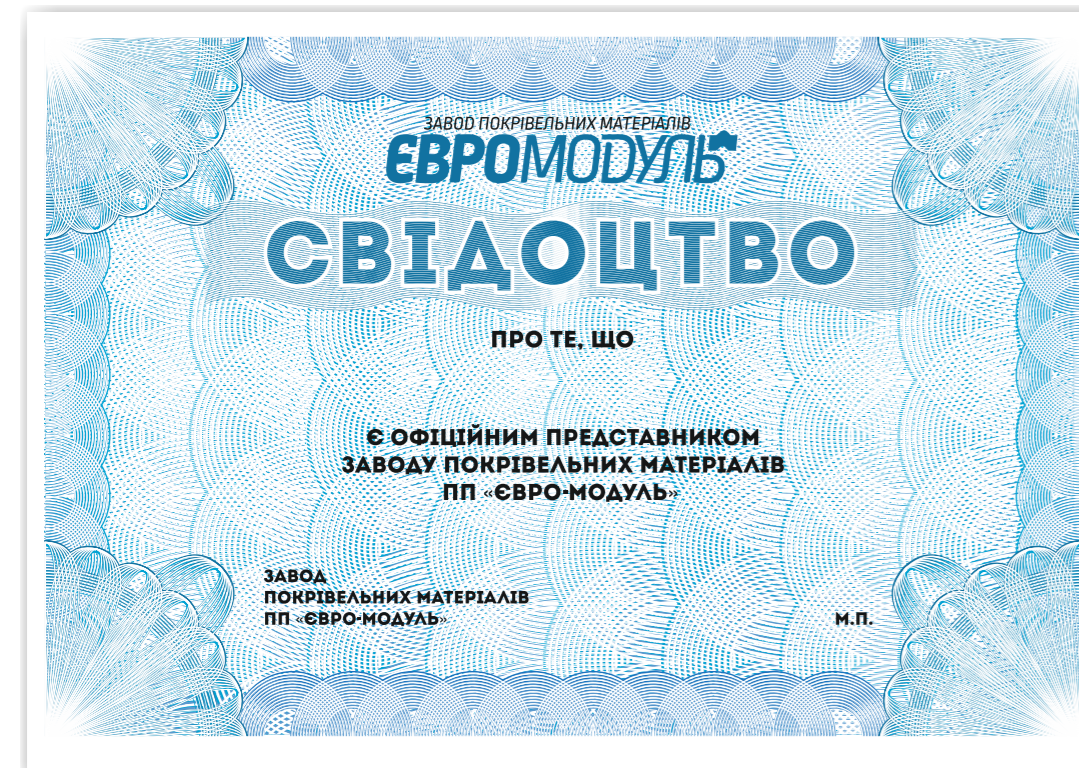 ЗАВОД ПОКРІВЕЛЬНИХ МАТЕРІАЛІВ
ЄВРОМОДУЛЬ
СВІДОЦТВО
ПРО ТЕ, ЩО
Є ОФІЦІЙНИМ ПРЕДСТАВНИКОМ
ЗАВОДУ ПОКРІВЕЛЬНИХ МАТЕРІАЛІВ
ПП «ЄВРО-МОДУЛЬ»
ЗАВОД
ПОКРІВЕЛЬНИХ МАТЕРІАЛІВ
ПП «ЄВРО-МОДУЛЬ»
М.П.